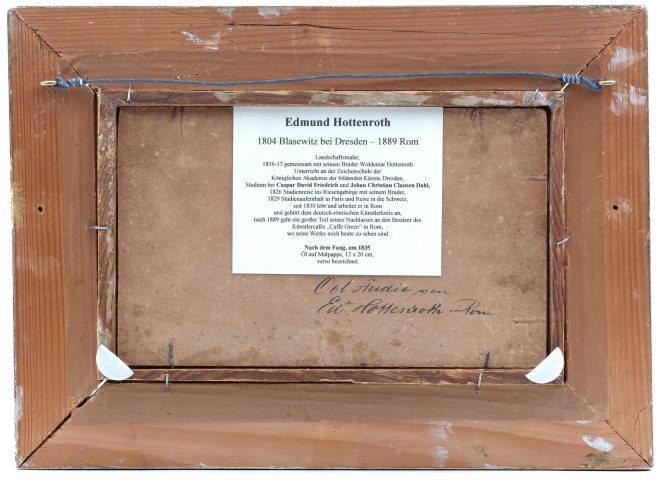 Edmund Hottenroth
1804 Blasewitz bei Dresden – 1889 Rom
Landschaftsmaler,
1816-17 gemeinsam mit seinem Bruder Woldemar Hottenroth
Unterricht an der Zeichenschule der
Königlichen Akademie der bildenden Künste Dresden,
Studium bei Caspar David Friedrich und Johan Christian Clausen Dahl,
1826 Studienreise ins Riesengebirge mit seinem Bruder,
1829 Studienaufenthalt in Paris und Reise in die Schweiz,
seit 1830 lebt und arbeitet er in Rom
und gehört dem deutsch-römischen Künstlerkreis an,
nach 1889 geht ein großer Teil seines Nachlasses an den Besitzer des
Künstlercafés „Caffe Greco" in Rom,
wo seine Werke noch heute zu sehen sind
Nach dem Fang, um 1835
Öl auf Malpappe, 12 x 20 cm,
verso bezeichnet
Oel Studie von
Ed. Hottenroth Rom